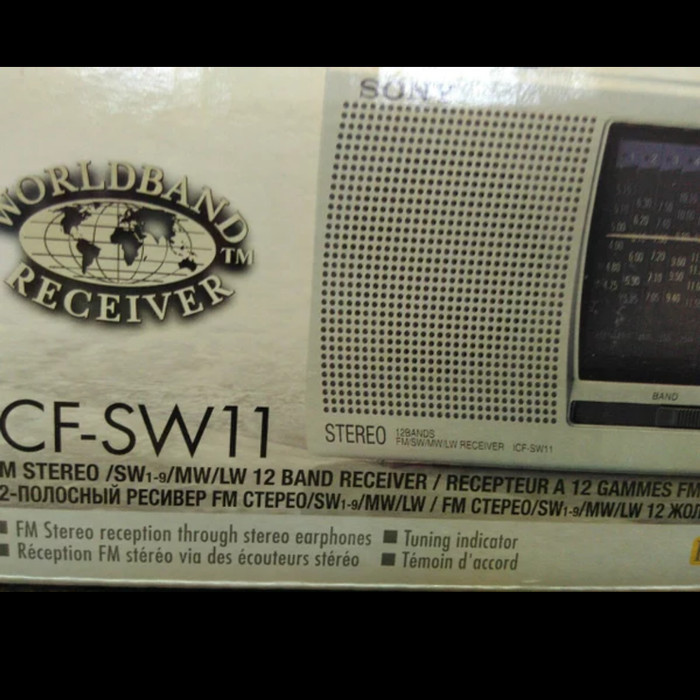 SONY
WORLDBAND
RECEIVER
TM
CF-SW11
BAND
STEREO
12BANDS
FM/SW/MW/LW RECEIVER ICF-SW11
M STEREO /SW1-9/MW/LW 12 BAND RECEIVER / RECEPTEUR A 12 GAMMES FM
2-ПОЛОСНЫЙ РЕСИВЕР FM СТЕРЕО/SW1-9/MW/LW / FM СТЕРЕО/SW1-9/MW/LW 12 ЖОЛ
FM Stereo reception through stereo earphones
Tuning indicator
Réception FM stéréo via des écouteurs stéréo
Témoin d'accord